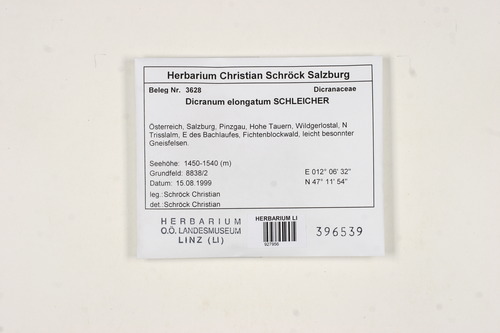 Herbarium Christian Schröck Salzburg
Beleg Nr. 3628 Dicranaceae
Dicranum elongatum SCHLEICHER
Österreich, Salzburg, Pinzgau, Hohe Tauern, Wildgerlostal, N
Trisslalm, E des Bachlaufes, Fichtenblockwald, leicht besonnter
Gneisfelsen.
Seehöhe: 1450-1540 (m)
Grundfeld: 8838/2 E 012° 06' 32"
Datum: 15.08.1999 N 47° 11' 54"
leg.: Schröck Christian
det.: Schröck Christian
HERBARIUM
O.Ö. LANDESMUSEUM
LINZ (LI)
HERBARIUM LI
927956
396539